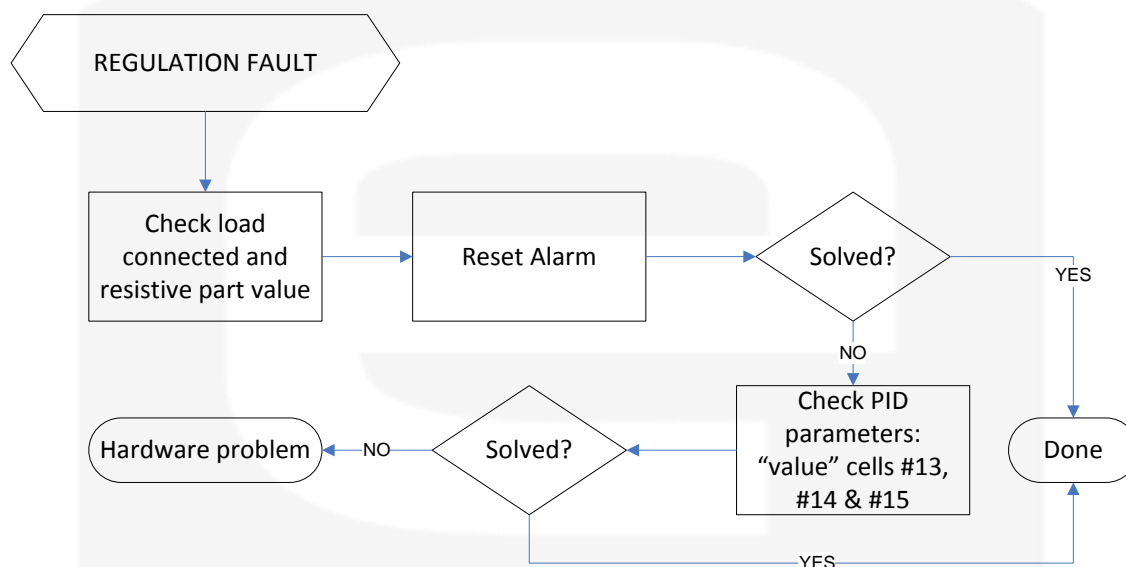 REGULATION FAULT
Check load
connected and
resistive part value
Reset Alarm
Solved?
YES
NO
Check PID
parameters:
“value” cells #13,
#14 & #15
Solved?
NO
Hardware problem
Done
YES